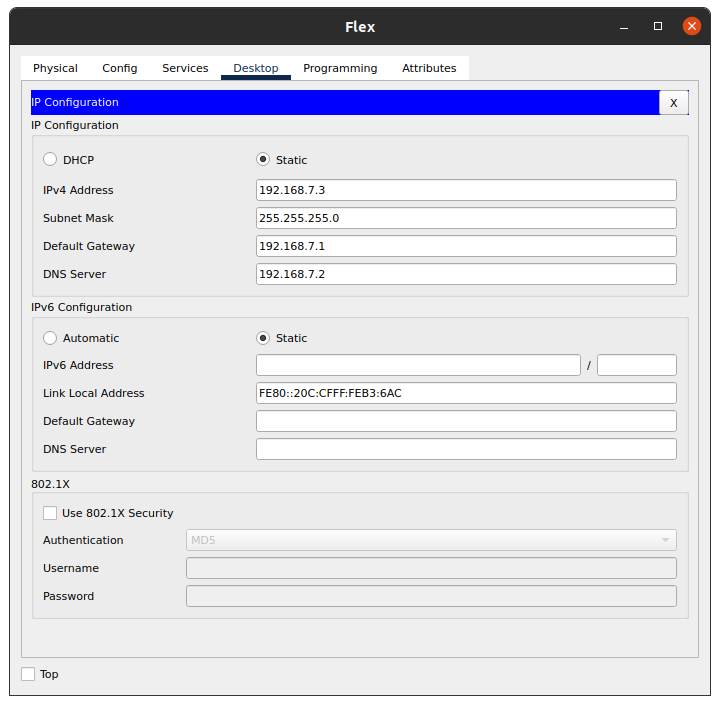 Flex
Physical Config Services Desktop Programming Attributes
IP Configuration X
IP Configuration
DHCP Static
IPv4 Address 192.168.7.3
Subnet Mask 255.255.255.0
Default Gateway 192.168.7.1
DNS Server 192.168.7.2
IPv6 Configuration
Automatic Static
IPv6 Address /
Link Local Address FE80::20C:CFFF:FEB3:6AC
Default Gateway
DNS Server
802.1X
Use 802.1X Security
Authentication MD5
Username
Password
Top